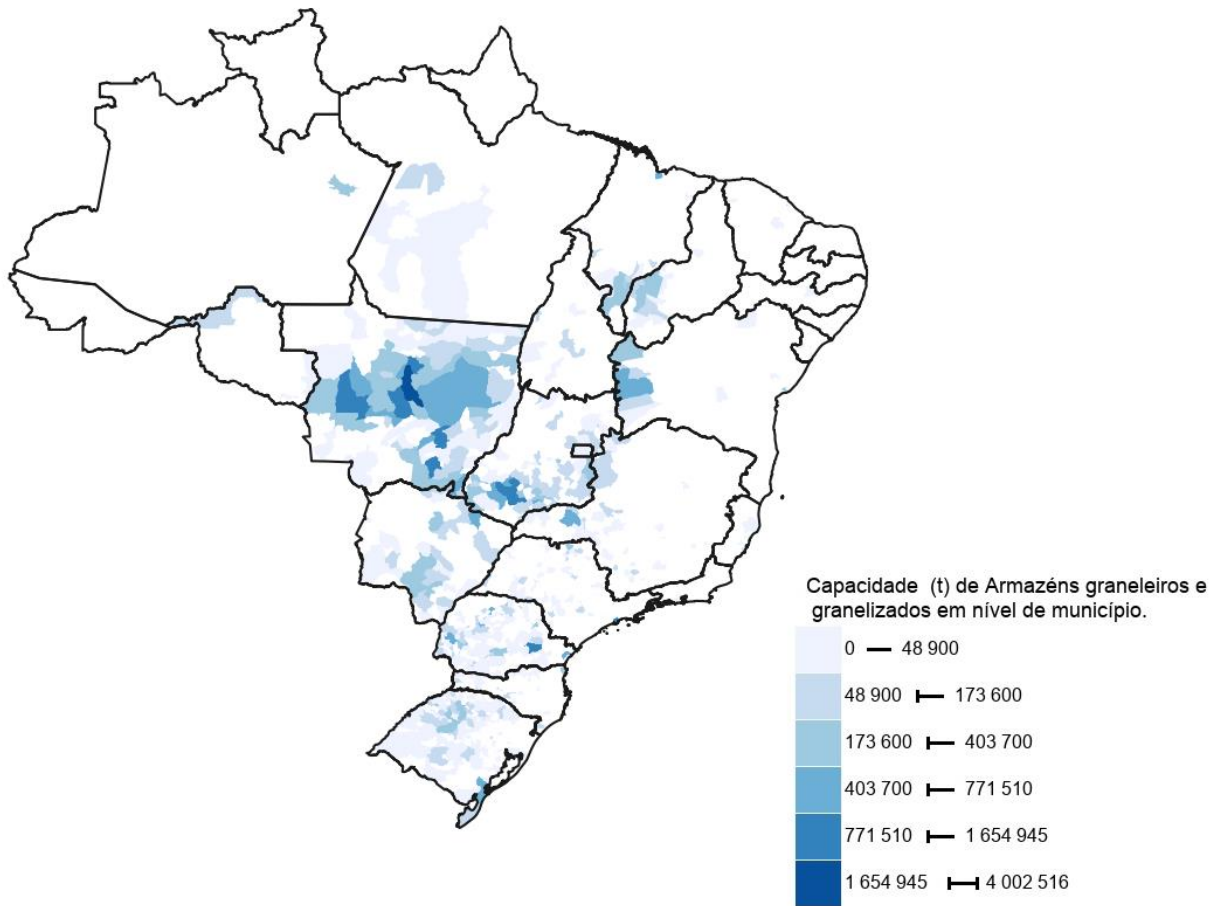 Capacidade (t) de Armazéns graneleiros e
granelizados em nível de município.
0 48 900
48 900 173 600
173 600 403 700
403 700 771 510
771 510 1 654 945
1 654 945 4 002 516